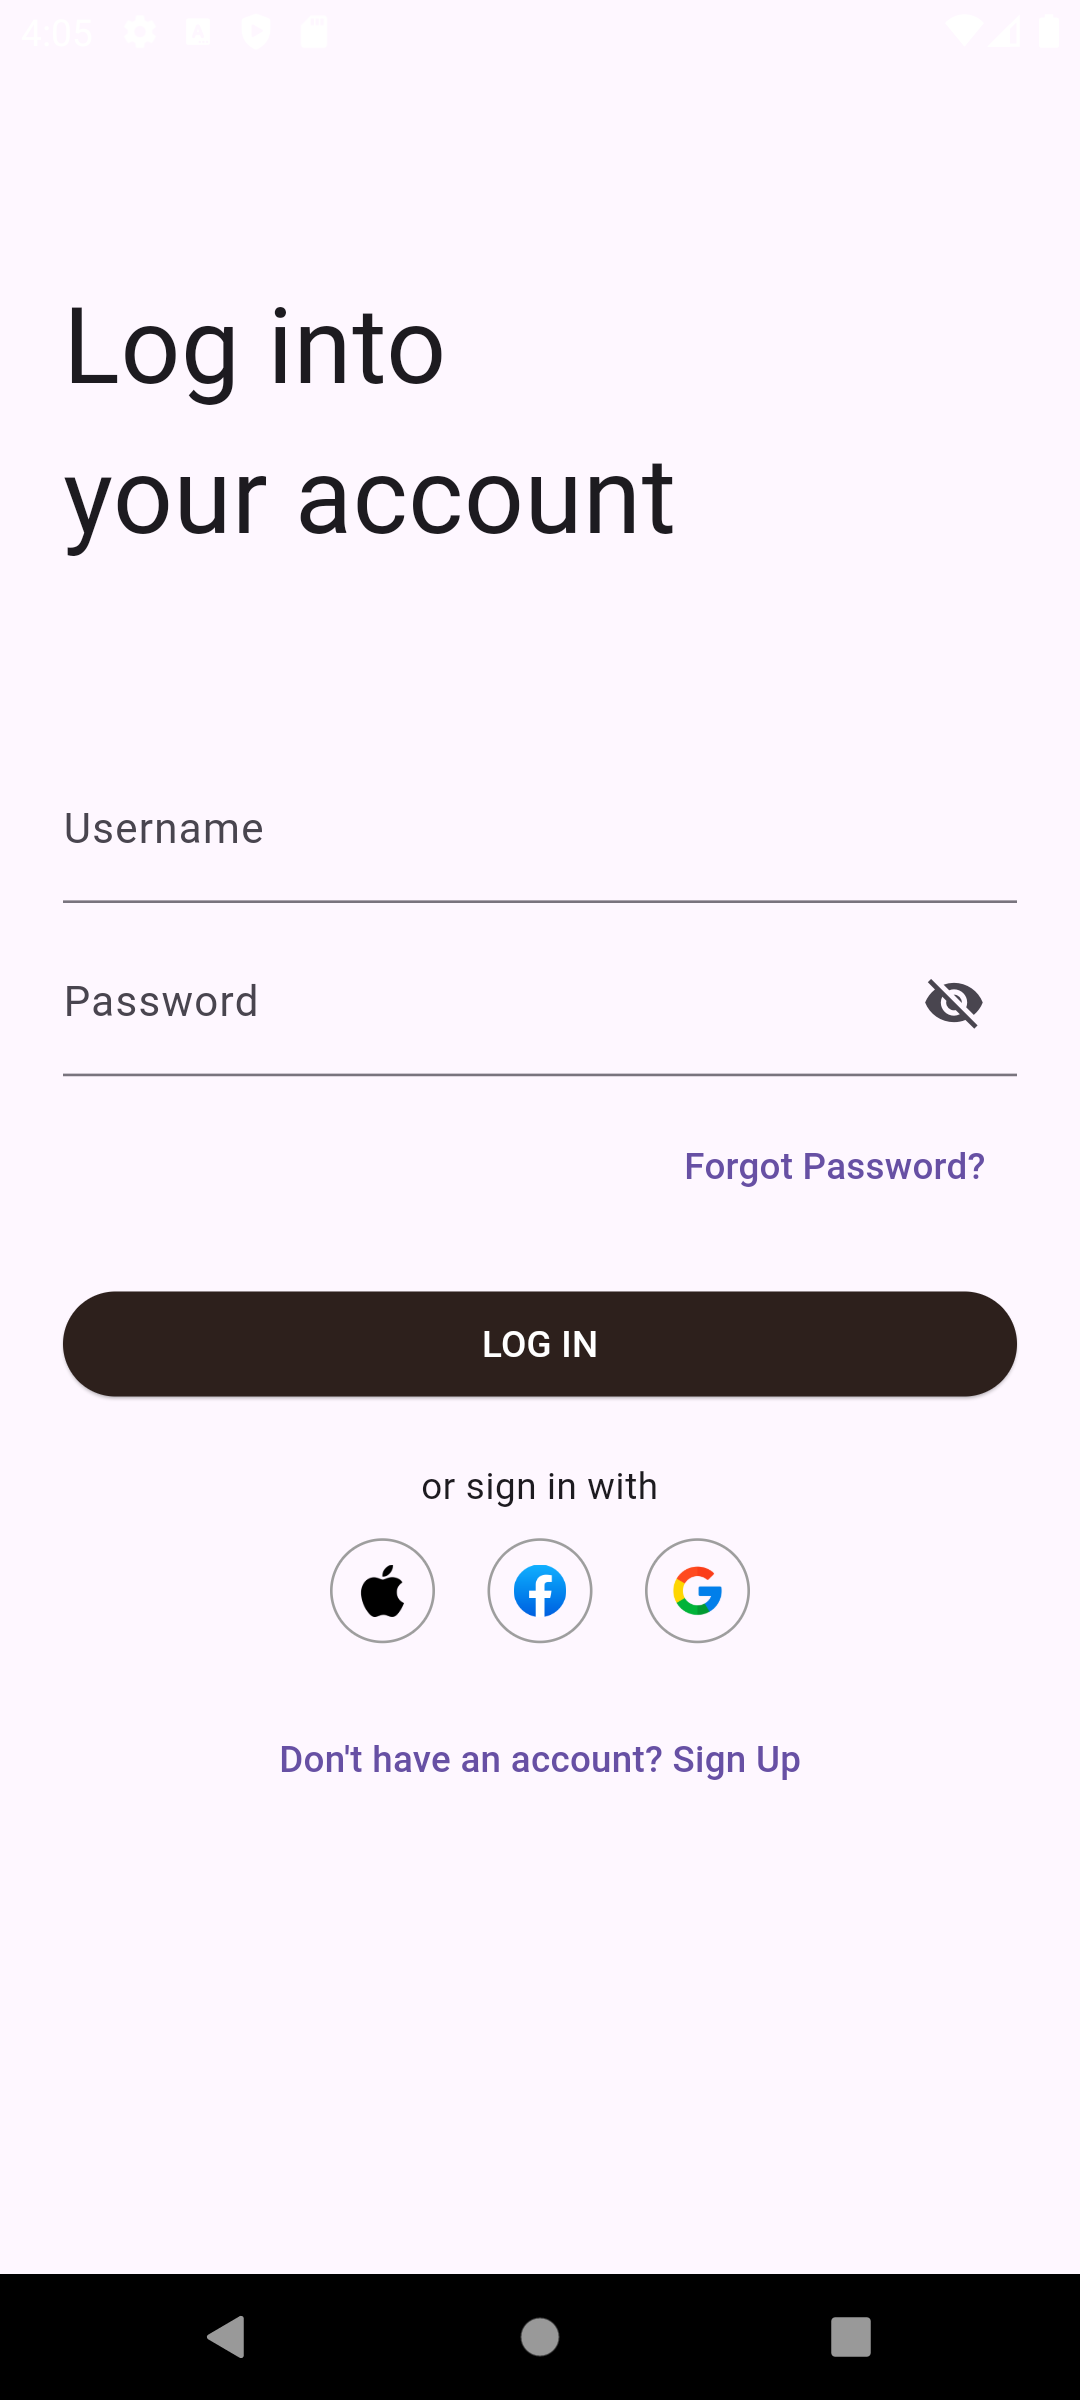 4:05
Log into
your account
Username
Password
Forgot Password?
LOG IN
or sign in with
Don't have an account? Sign Up